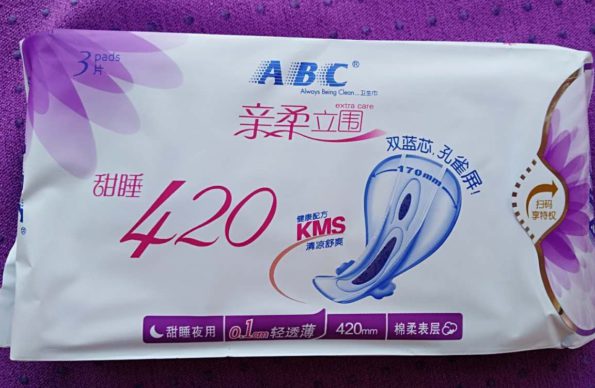 3 pads
片
ABC®
Always Being Clean...卫生巾
extra care
亲柔立围
双蓝芯,孔雀屏!
170mm
甜睡
420
健康配方
KMS
清凉舒爽
扫码
享特权
甜睡夜用
0.1cm轻透薄
420mm
棉柔表层